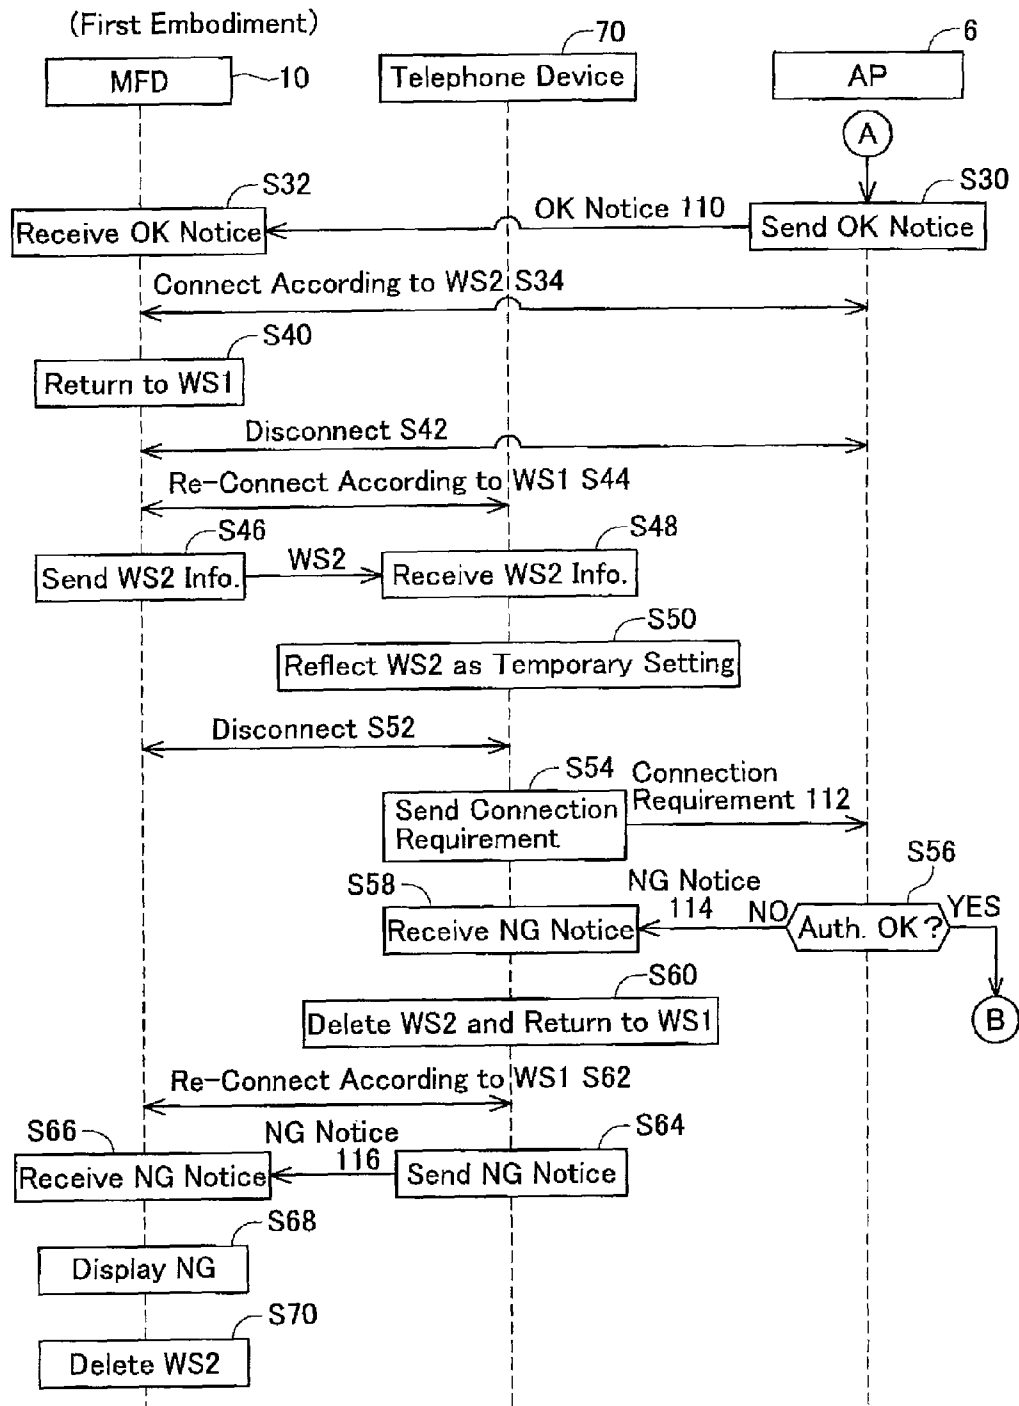 (First Embodiment)
70
6
MFD
10
Telephone Device
AP
A
S32
S30
OK Notice 110
Receive OK Notice
Send OK Notice
Connect According to WS2 S34
S40
Return to WS1
Disconnect S42
Re-Connect According to WS1 S44
S46
S48
Send WS2 Info.
WS2
Receive WS2 Info.
S50
Reflect WS2 as Temporary Setting
Disconnect S52
S54
Connection
Requirement 112
Send Connection
Requirement
S56
S58
NG Notice
114
NO
YES
Receive NG Notice
Auth. OK?
S60
Delete WS2 and Return to WS1
B
Re-Connect According to WS1 S62
S66
NG Notice
116
S64
Receive NG Notice
Send NG Notice
S68
Display NG
S70
Delete WS2